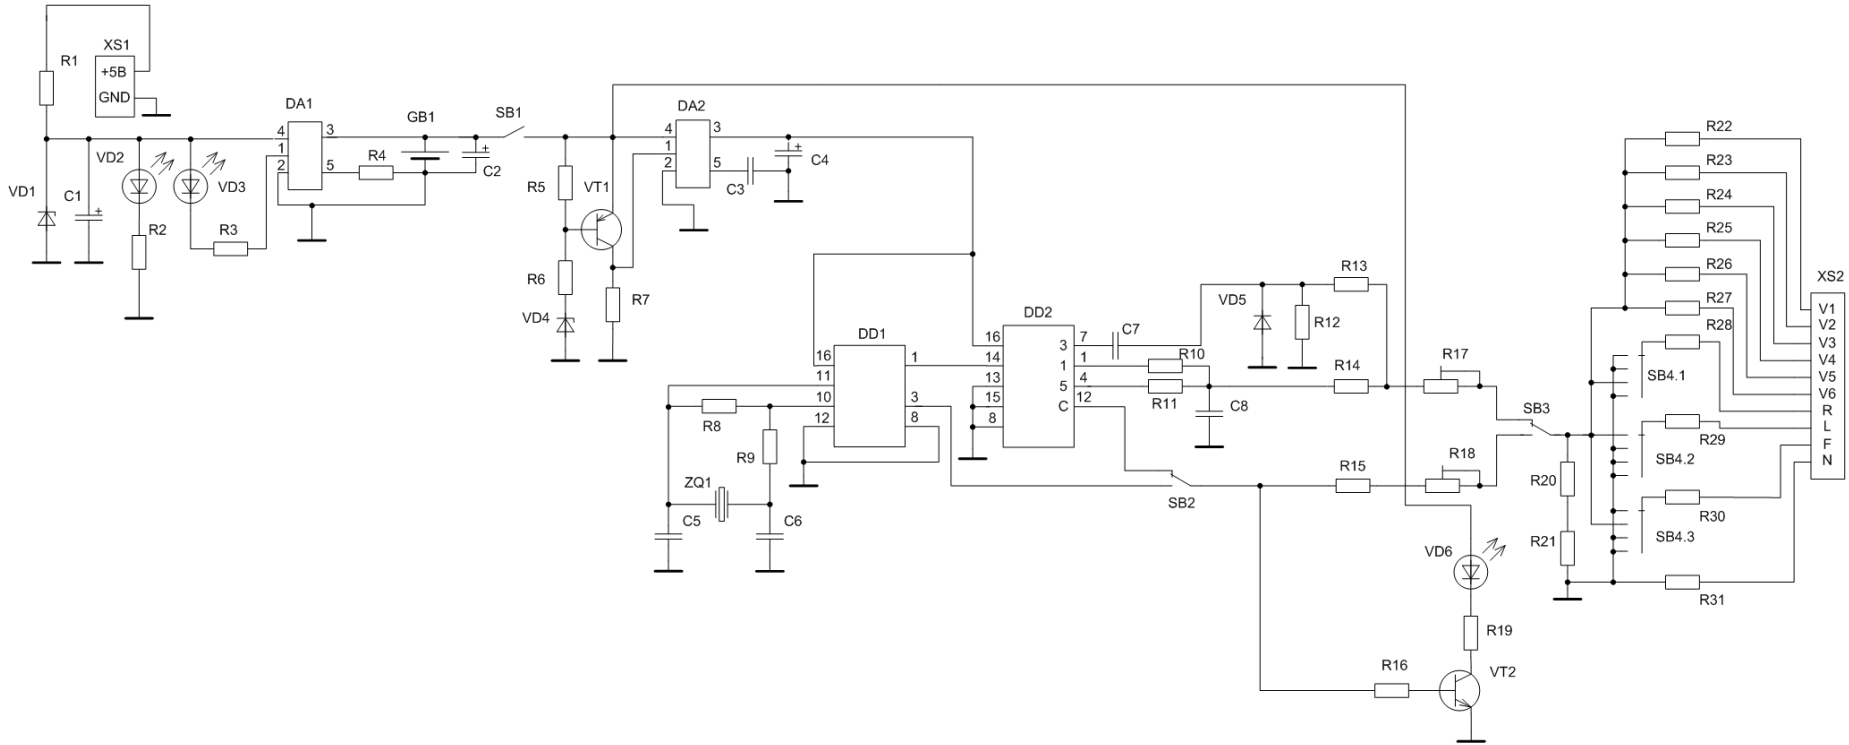 XS1
+5B
GND
R1
VD1
C1
VD2
R2
VD3
R3
DA1
4
1
2
3
5
R4
GB1
C2
+
+
SB1
R5
VT1
R6
VD4
R7
DA2
4
1
2
3
5
C3
C4
+
DD1
16
11
10
12
1
3
8
R8
R9
ZQ1
C5
C6
DD2
16
14
13
15
8
3
1
5
C
7
1
4
12
C7
R10
R11
C8
VD5
R12
R13
R14
R17
SB2
R15
R18
SB3
R16
VD6
R19
VT2
R20
R21
R22
R23
R24
R25
R26
R27
R28
SB4.1
R29
SB4.2
R30
SB4.3
R31
XS2
V1
V2
V3
V4
V5
V6
R
L
F
N